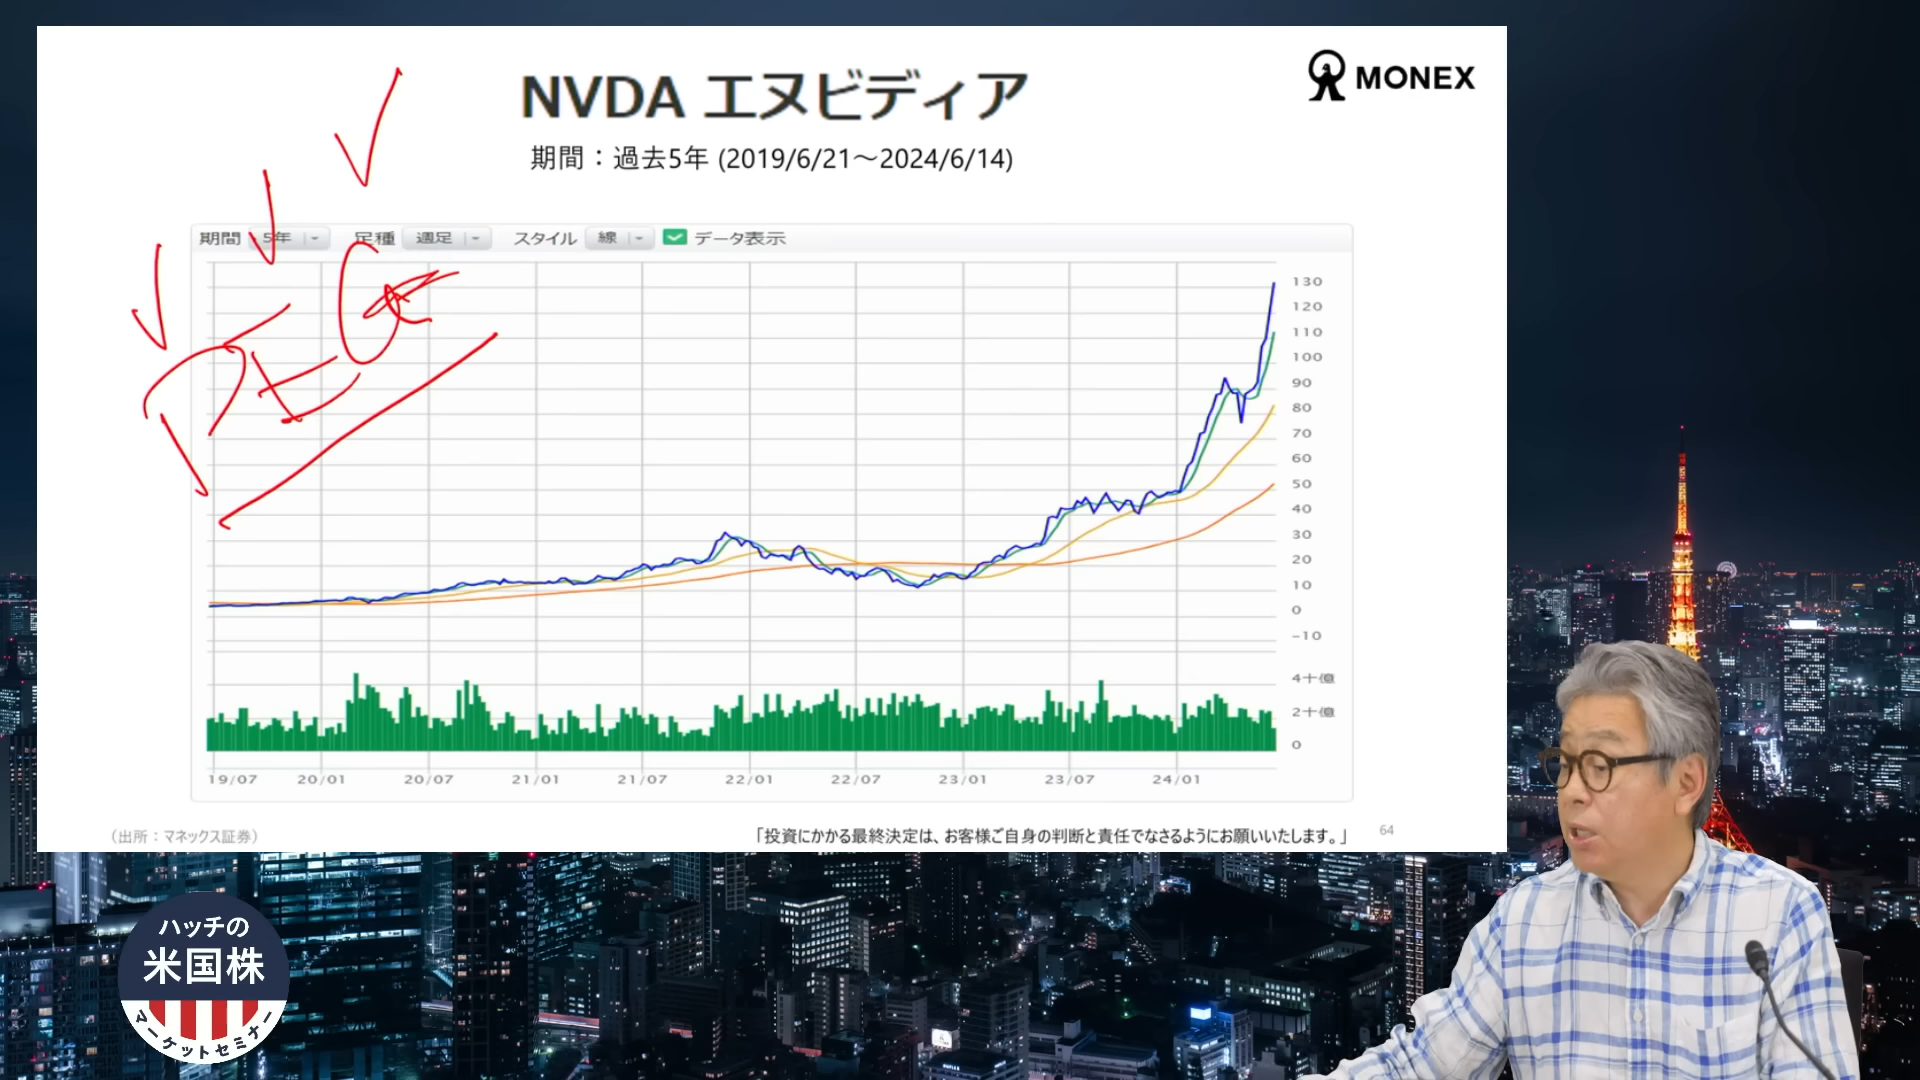 MONEX
NVDA エヌビディア
期間：過去5年 (2019/6/21～2024/6/14)
期間 5年 足種 週足 スタイル 線 データ表示
PEG
130
120
110
100
90
80
70
60
50
40
30
20
10
0
-10
4十億
2十億
0
19/07 20/01 20/07 21/01 21/07 22/01 22/07 23/01 23/07 24/01
（出所：マネックス証券）
「投資にかかる最終決定は、お客様ご自身の判断と責任でなさるようにお願いいたします。」
64
ハッチの
米国株
マーケットセミナー